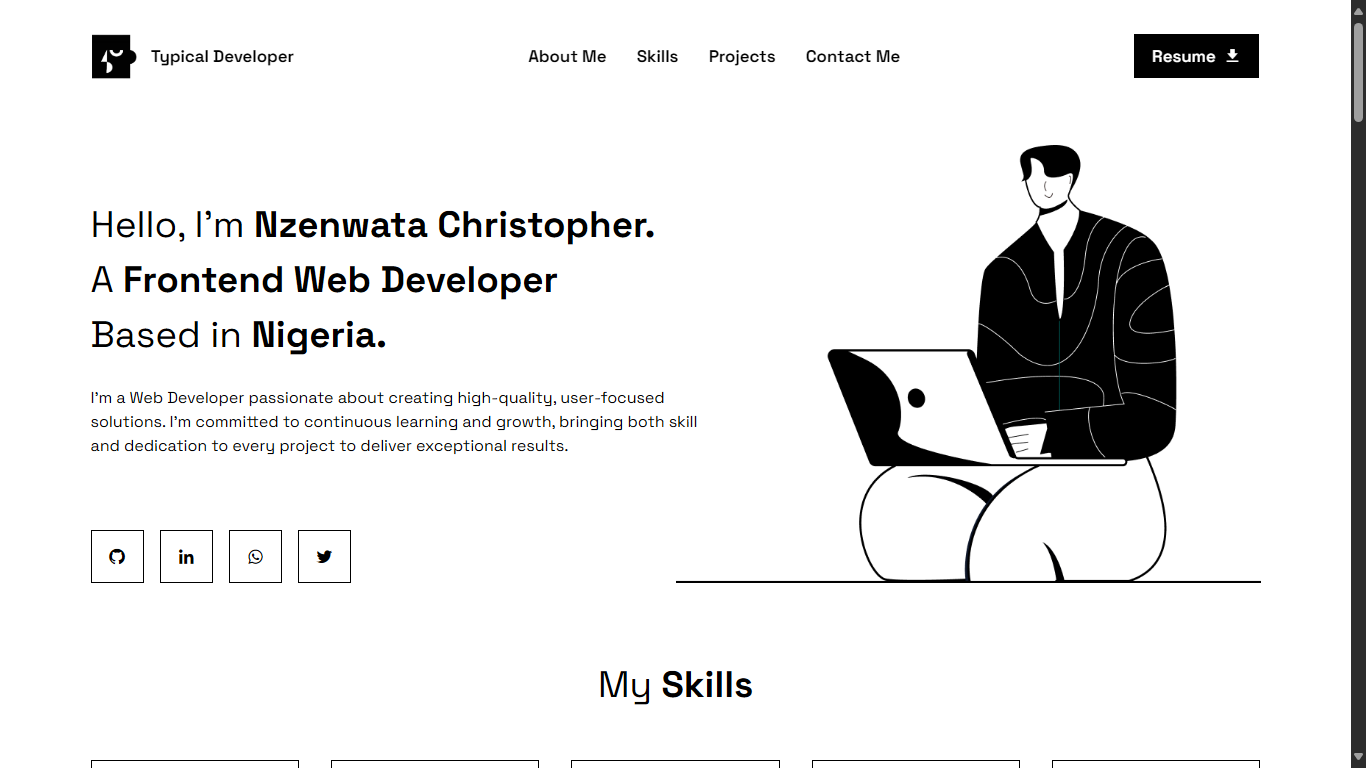 Typical Developer
About Me
Skills
Projects
Contact Me
Resume
Hello, I'm Nzenwata Christopher.
A Frontend Web Developer
Based in Nigeria.
I'm a Web Developer passionate about creating high-quality, user-focused
solutions. I'm committed to continuous learning and growth, bringing both skill
and dedication to every project to deliver exceptional results.
in
My Skills